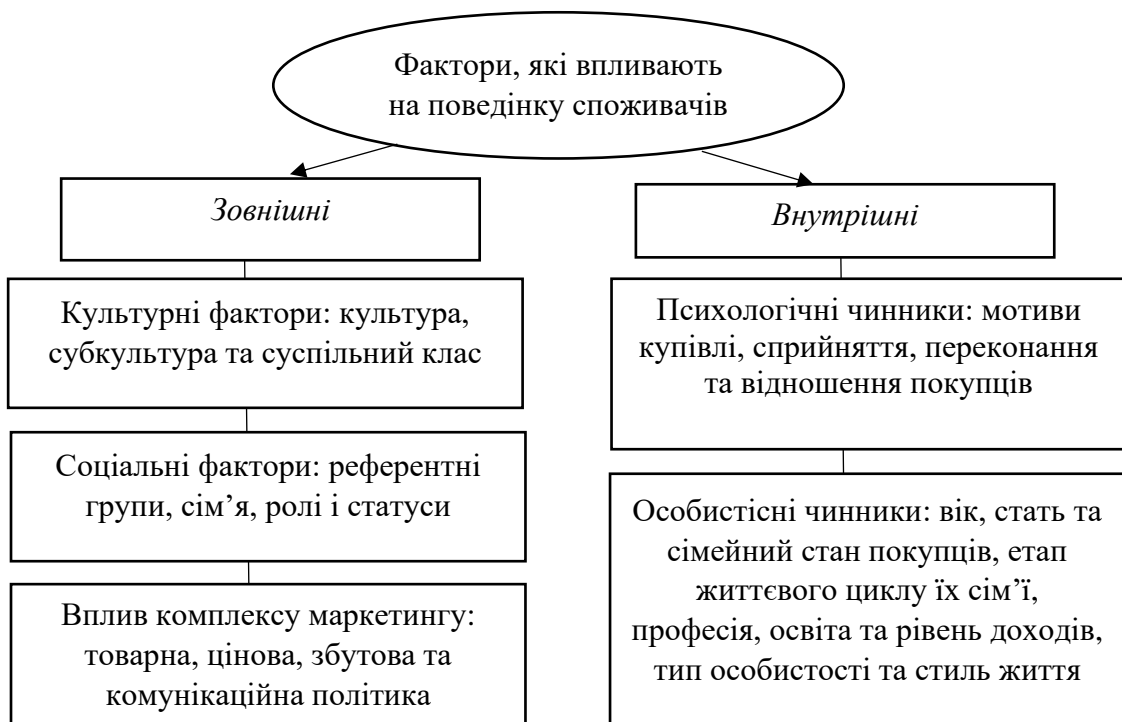 Фактори, які впливають
на поведінку споживачів
Зовнішні
Культурні фактори: культура,
субкультура та суспільний клас
Соціальні фактори: референтні
групи, сім’я, ролі і статуси
Вплив комплексу маркетингу:
товарна, цінова, збутова та
комунікаційна політика
Внутрішні
Психологічні чинники: мотиви
купівлі, сприйняття, переконання
та відношення покупців
Особистісні чинники: вік, стать та
сімейний стан покупців, етап
життєвого циклу їх сім’ї,
професія, освіта та рівень доходів,
тип особистості та стиль життя